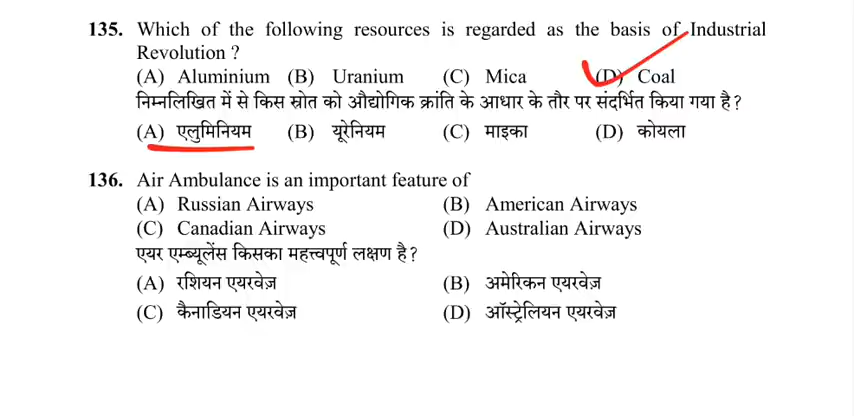 135. Which of the following resources is regarded as the basis of Industrial
Revolution ?
(A) Aluminium (B) Uranium (C) Mica (D) Coal
निम्नलिखित में से किस स्रोत को औद्योगिक क्रांति के आधार के तौर पर संदर्भित किया गया है ?
(A) एलुमिनियम (B) यूरेनियम (C) माइका (D) कोयला
136. Air Ambulance is an important feature of
(A) Russian Airways (B) American Airways
(C) Canadian Airways (D) Australian Airways
एयर एम्ब्यूलेंस किसका महत्त्वपूर्ण लक्षण है ?
(A) रशियन एयरवेज़ (B) अमेरिकन एयरवेज़
(C) कैनाडियन एयरवेज़ (D) ऑस्ट्रेलियन एयरवेज़